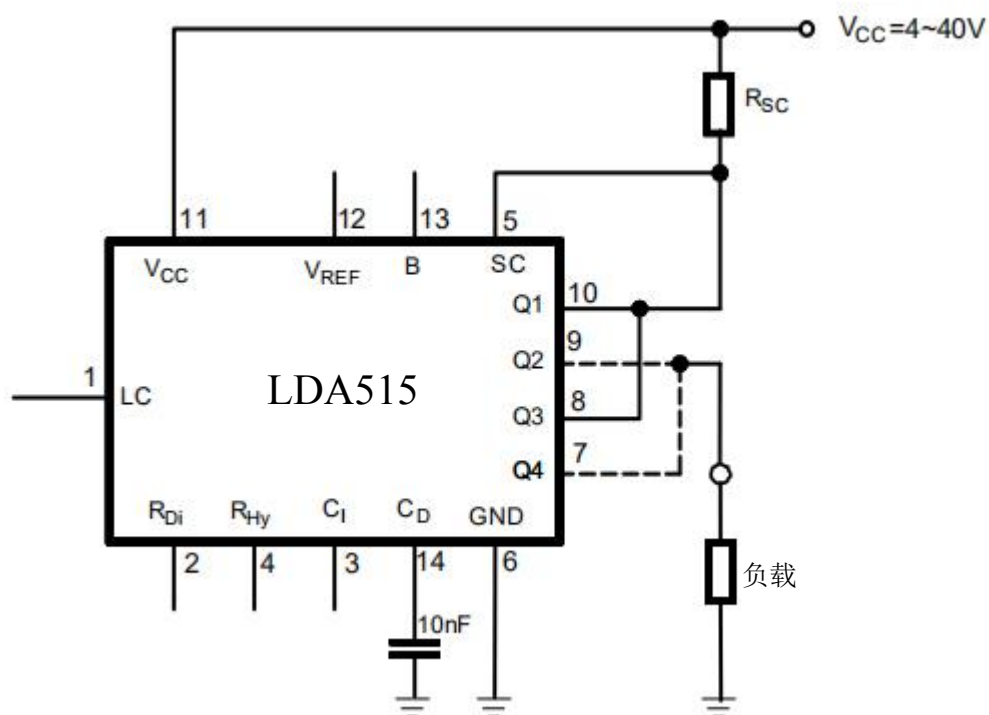 V_CC=4~40V
R_SC
11
12
13
5
V_CC
V_REF
B
SC
Q1
10
9
Q2
1
LC
LDA515
Q3
8
7
Q4
R_Di
R_Hy
C_I
C_D
GND
2
4
3
14
6
负载
10nF